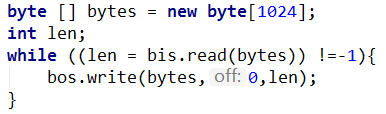 byte [] bytes = new byte[1024];
int len;
while ((len = bis.read(bytes)) !=-1){
    bos.write(bytes, off: 0,len);
}